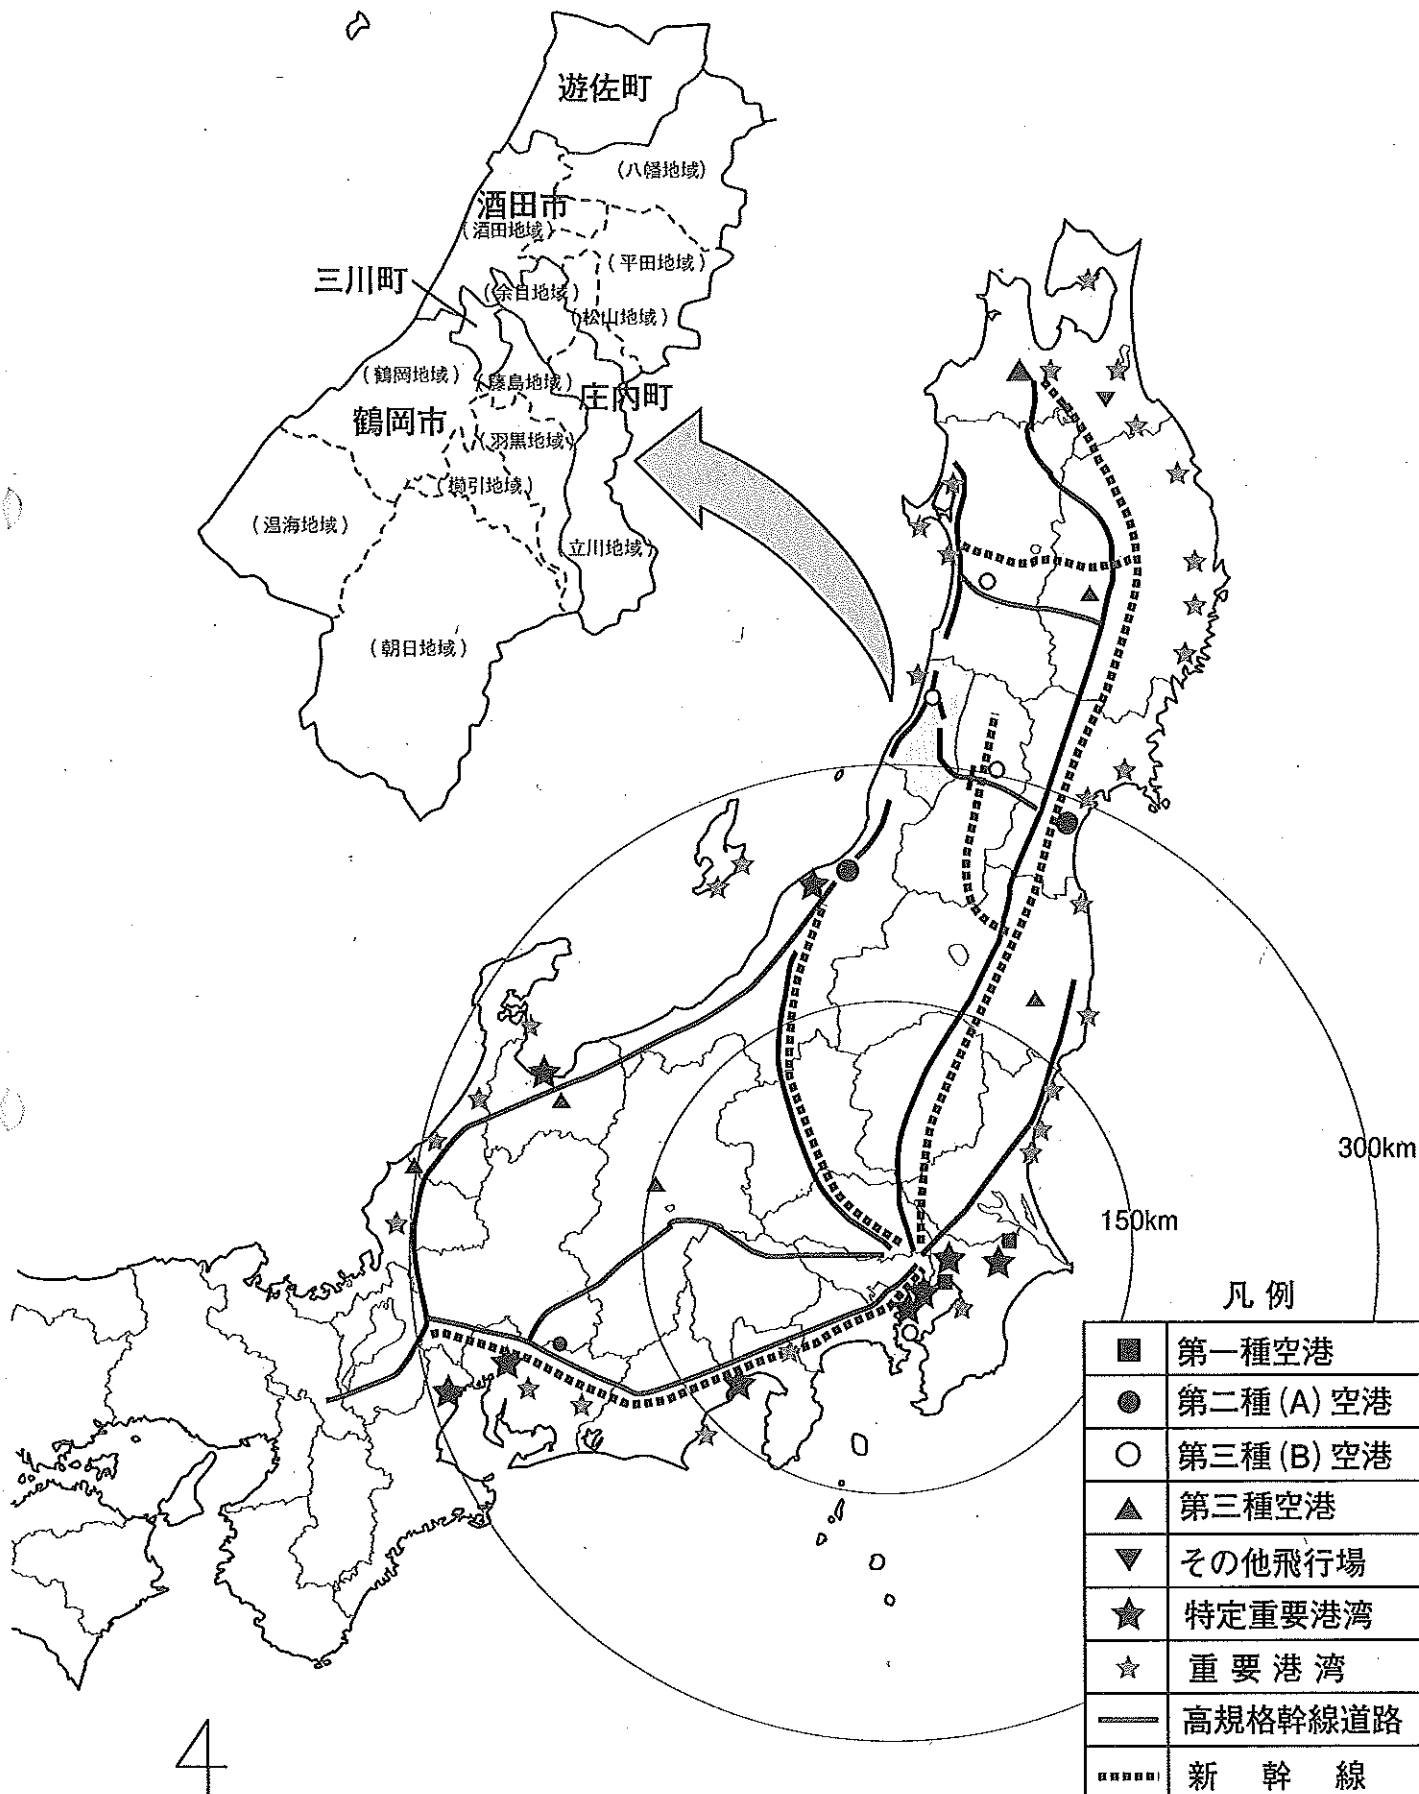 遊佐町
(八幡地域)
酒田市
(酒田地域)
(平田地域)
三川町
(余目地域)
(松山地域)
(鶴岡地域)
(藤島地域)
庄内町
鶴岡市
(羽黒地域)
(櫛引地域)
(温海地域)
(立川地域)
(朝日地域)
300km
150km
凡例
第一種空港
第二種(A)空港
第三種(B)空港
第三種空港
その他飛行場
特定重要港湾
重要港湾
高規格幹線道路
新幹線
4